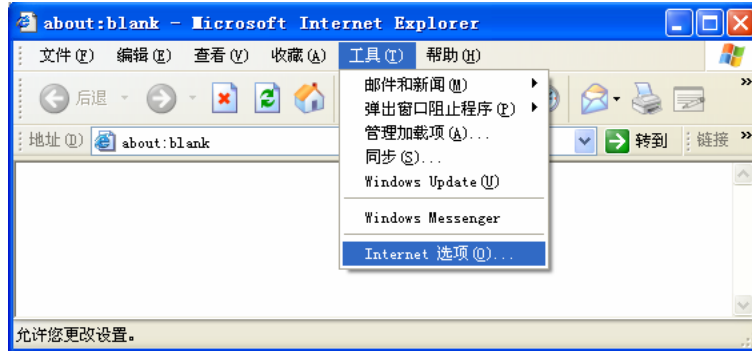 about:blank - Microsoft Internet Explorer
文件(F) 编辑(E) 查看(V) 收藏(A) 工具(T) 帮助(H)
后退
邮件和新闻(M)
弹出窗口阻止程序(P)
管理加载项(A)...
同步(S)...
Windows Update(U)
Windows Messenger
Internet 选项(O)...
地址(D) about:blank 转到 链接 »
允许您更改设置。